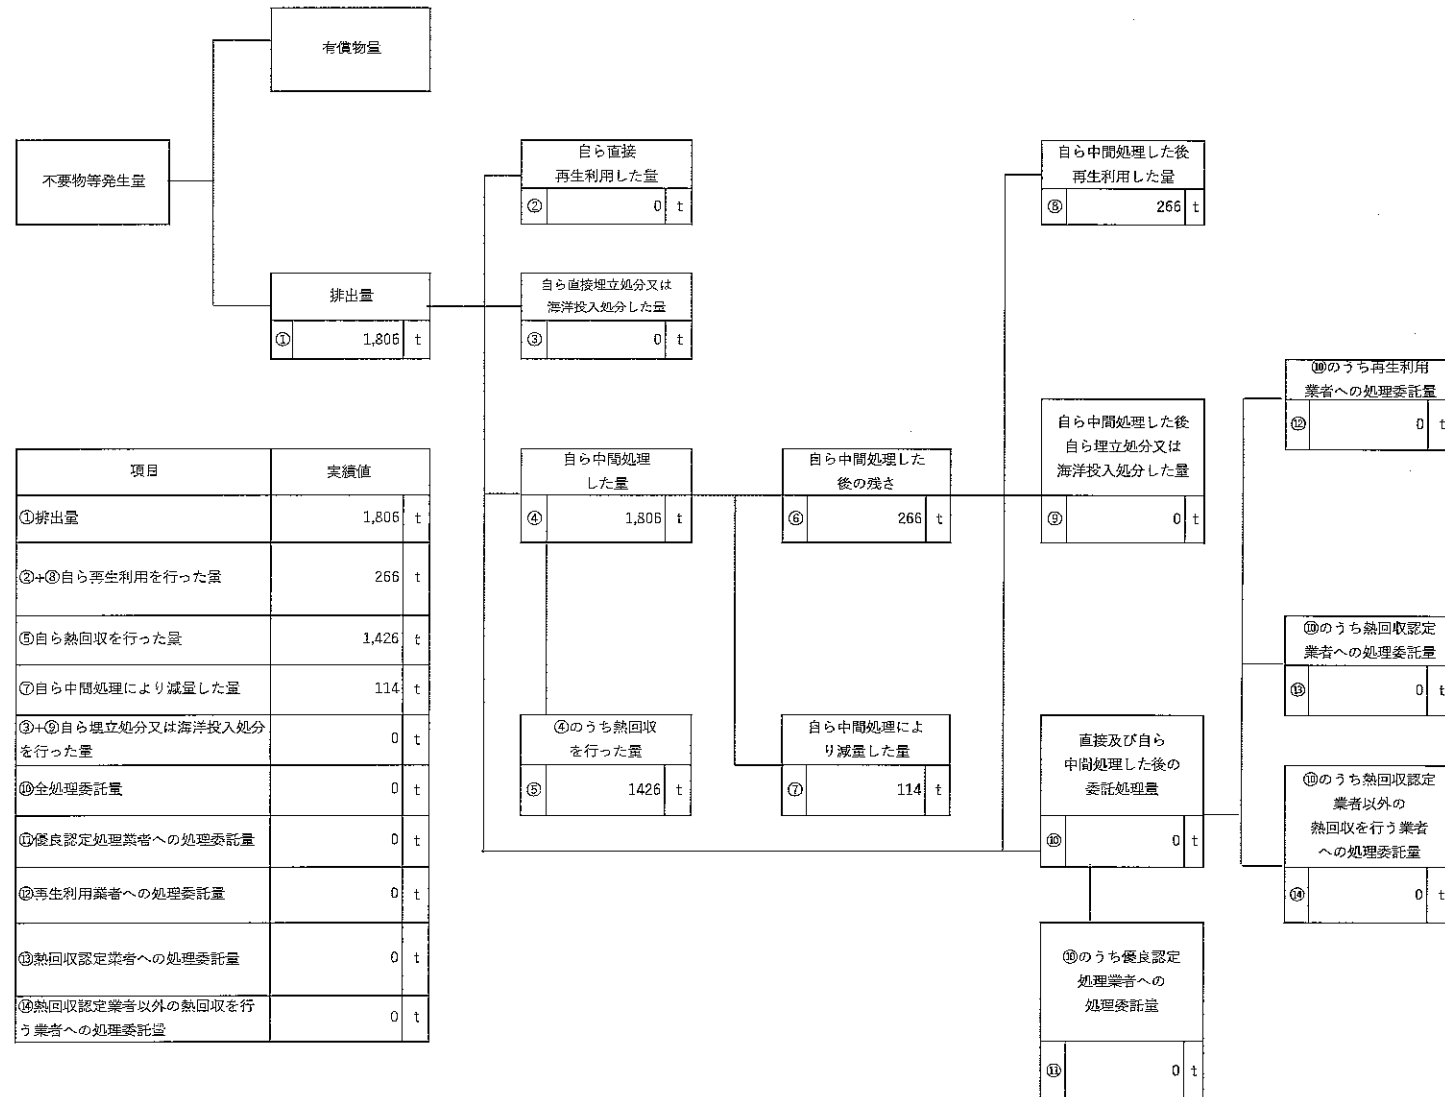 有償物量
不要物等発生量
排出量
① 1,806 t
自ら直接
再生利用した量
② 0 t
自ら直接埋立処分又は
海洋投入処分した量
③ 0 t
自ら中間処理
した量
④ 1,806 t
④のうち熱回収
を行った量
⑤ 1426 t
自ら中間処理した
後の残さ
⑥ 266 t
自ら中間処理によ
り減量した量
⑦ 114 t
自ら中間処理した後
再生利用した量
⑧ 266 t
自ら中間処理した後
自ら埋立処分又は
海洋投入処分した量
⑨ 0 t
直接及び自ら
中間処理した後の
委託処理量
⑩ 0 t
⑩のうち優良認定
処理業者への
処理委託量
⑪ 0 t
⑩のうち再生利用
業者への処理委託量
⑫ 0 t
⑩のうち熱回収認定
業者への処理委託量
⑬ 0 t
⑩のうち熱回収認定
業者以外の
熱回収を行う業者
への処理委託量
⑭ 0 t
項目 実績値
①排出量 1,806 t
②+⑧自ら再生利用を行った量 266 t
⑤自ら熱回収を行った量 1,426 t
⑦自ら中間処理により減量した量 114 t
③+⑨自ら埋立処分又は海洋投入処分
を行った量 0 t
⑩全処理委託量 0 t
⑪優良認定処理業者への処理委託量 0 t
⑫再生利用業者への処理委託量 0 t
⑬熱回収認定業者への処理委託量 0 t
⑭熱回収認定業者以外の熱回収を行
う業者への処理委託量 0 t